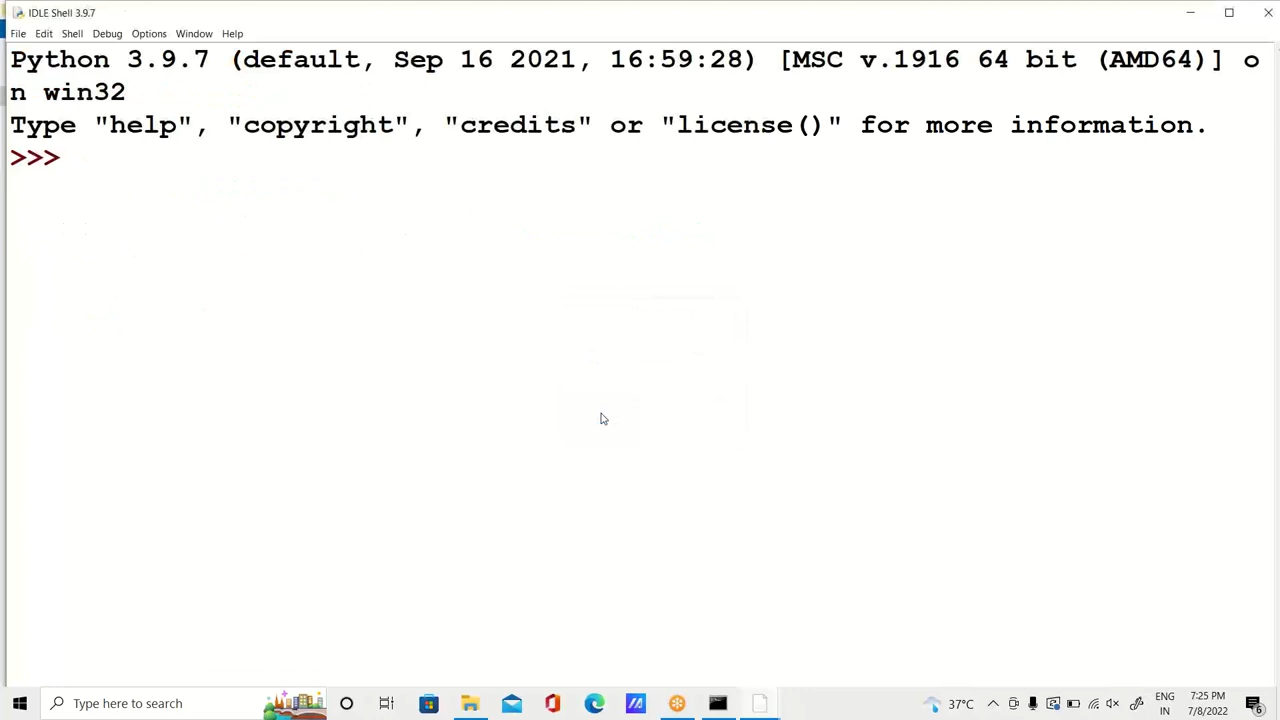 IDLE Shell 3.9.7
File Edit Shell Debug Options Window Help
Python 3.9.7 (default, Sep 16 2021, 16:59:28) [MSC v.1916 64 bit (AMD64)] o
n win32
Type "help", "copyright", "credits" or "license()" for more information.
>>>
Type here to search
37°C
ENG
IN
7:25 PM
7/8/2022
6